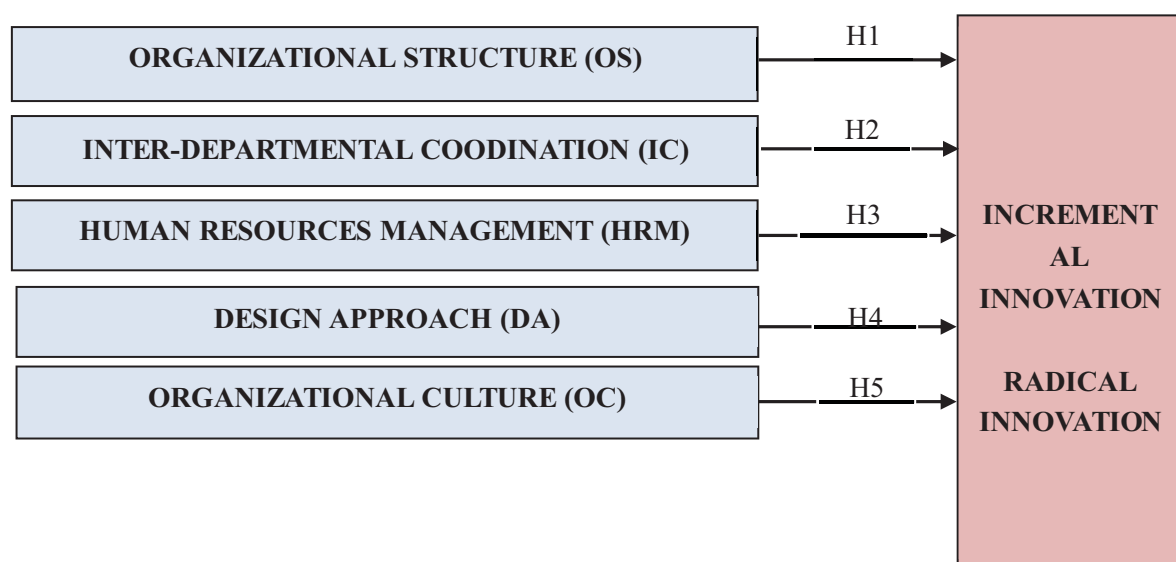 ORGANIZATIONAL STRUCTURE (OS)
H1
INTER-DEPARTMENTAL COODINATION (IC)
H2
HUMAN RESOURCES MANAGEMENT (HRM)
H3
DESIGN APPROACH (DA)
H4
ORGANIZATIONAL CULTURE (OC)
H5
INCREMENT
AL
INNOVATION
RADICAL
INNOVATION